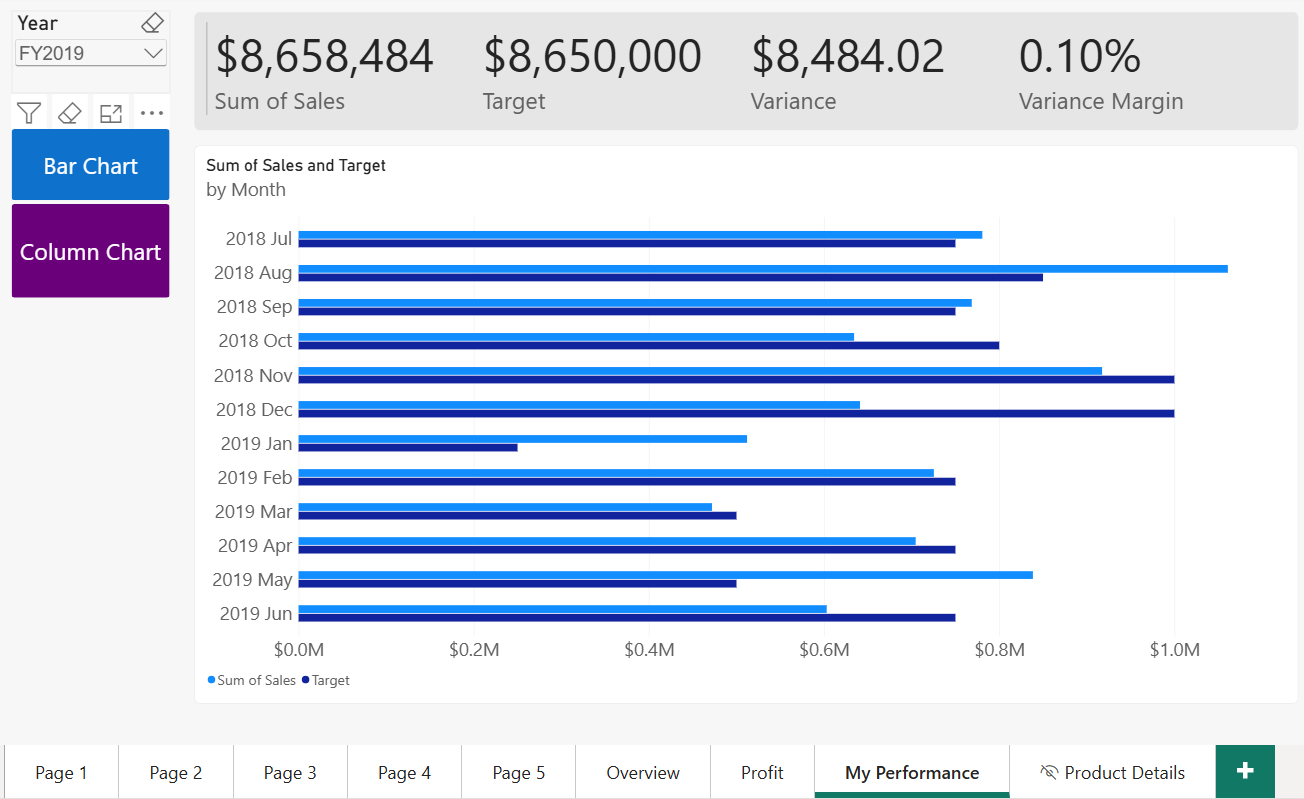 Year
FY2019
Bar Chart
Column Chart
$8,658,484 $8,650,000 $8,484.02 0.10%
Sum of Sales Target Variance Variance Margin
Sum of Sales and Target
by Month
2018 Jul
2018 Aug
2018 Sep
2018 Oct
2018 Nov
2018 Dec
2019 Jan
2019 Feb
2019 Mar
2019 Apr
2019 May
2019 Jun
$0.0M $0.2M $0.4M $0.6M $0.8M $1.0M
Sum of Sales Target
Page 1 Page 2 Page 3 Page 4 Page 5 Overview Profit My Performance Product Details +